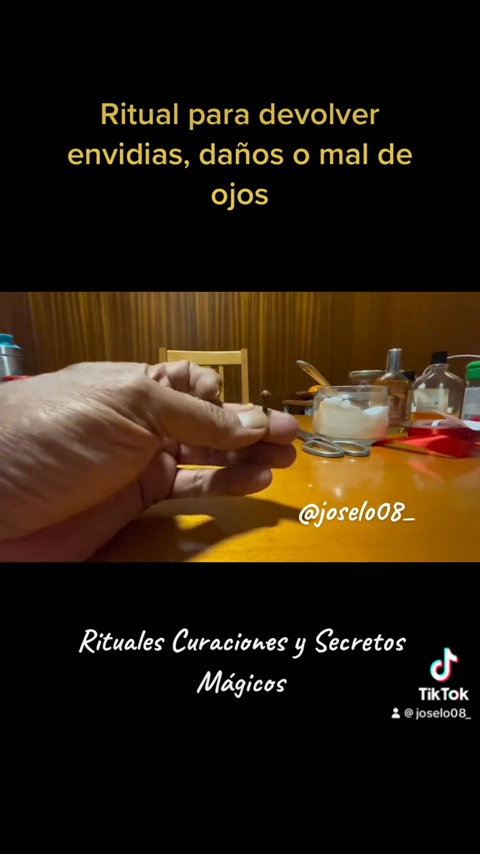 Ritual para devolver
envidias, daños o mal de
ojos
@joselo08_
Rituales Curaciones y Secretos
Mágicos
TikTok
@joselo08_